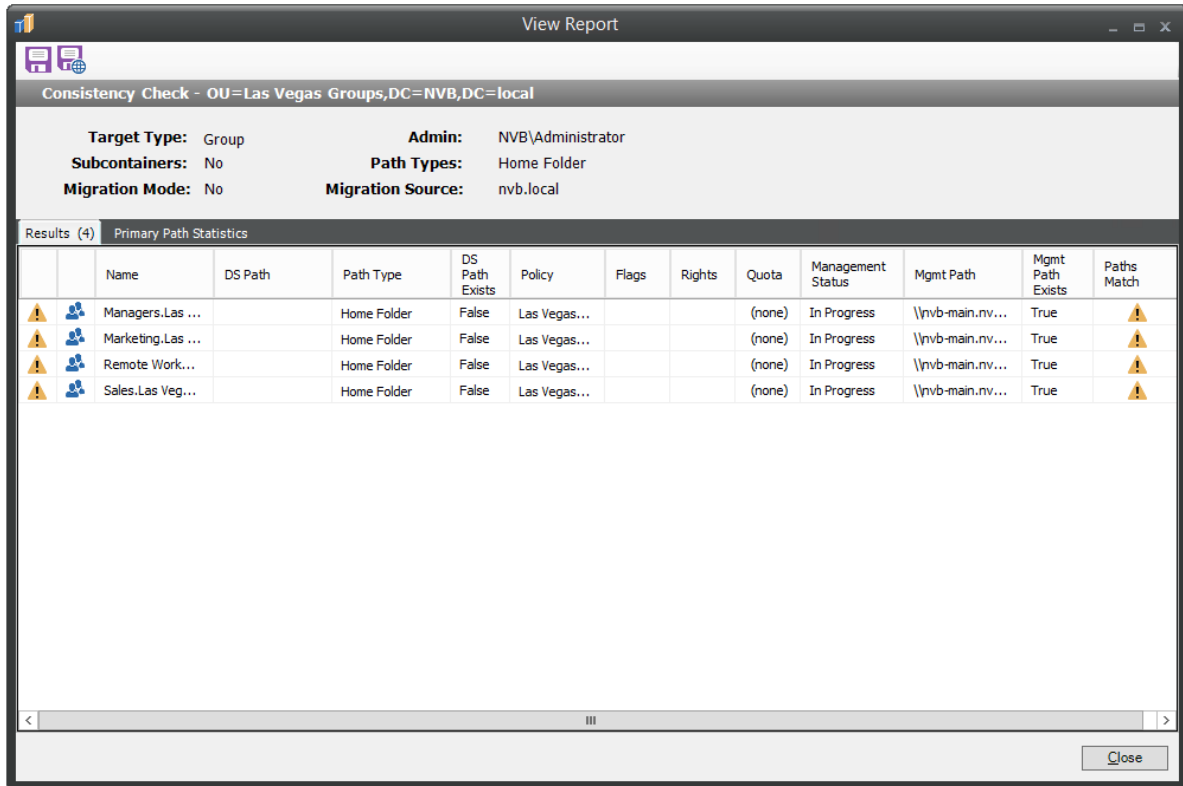 View Report
Consistency Check - OU=Las Vegas Groups,DC=NVB,DC=local
Target Type: Group Admin: NVB\Administrator
Subcontainers: No Path Types: Home Folder
Migration Mode: No Migration Source: nvb.local
Results (4) Primary Path Statistics
Name DS Path Path Type DS Path Exists Policy Flags Rights Quota Management Status Mgmt Path Mgmt Path Exists Paths Match
Managers.Las ... Home Folder False Las Vegas... (none) In Progress \\nvb-main.nv... True
Marketing.Las ... Home Folder False Las Vegas... (none) In Progress \\nvb-main.nv... True
Remote Work... Home Folder False Las Vegas... (none) In Progress \\nvb-main.nv... True
Sales.Las Veg... Home Folder False Las Vegas... (none) In Progress \\nvb-main.nv... True
Close